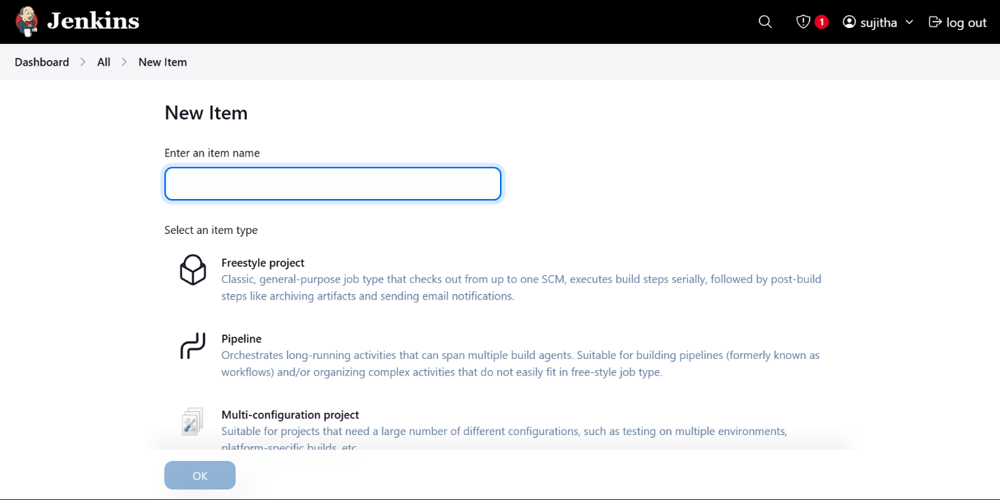 Jenkins
1
sujitha
log out
Dashboard
All
New Item
New Item
Enter an item name
Select an item type
Freestyle project
Classic, general-purpose job type that checks out from up to one SCM, executes build steps serially, followed by post-build
steps like archiving artifacts and sending email notifications.
Pipeline
Orchestrates long-running activities that can span multiple build agents. Suitable for building pipelines (formerly known as
workflows) and/or organizing complex activities that do not easily fit in free-style job type.
Multi-configuration project
Suitable for projects that need a large number of different configurations, such as testing on multiple environments,
platform-specific builds, etc.
OK